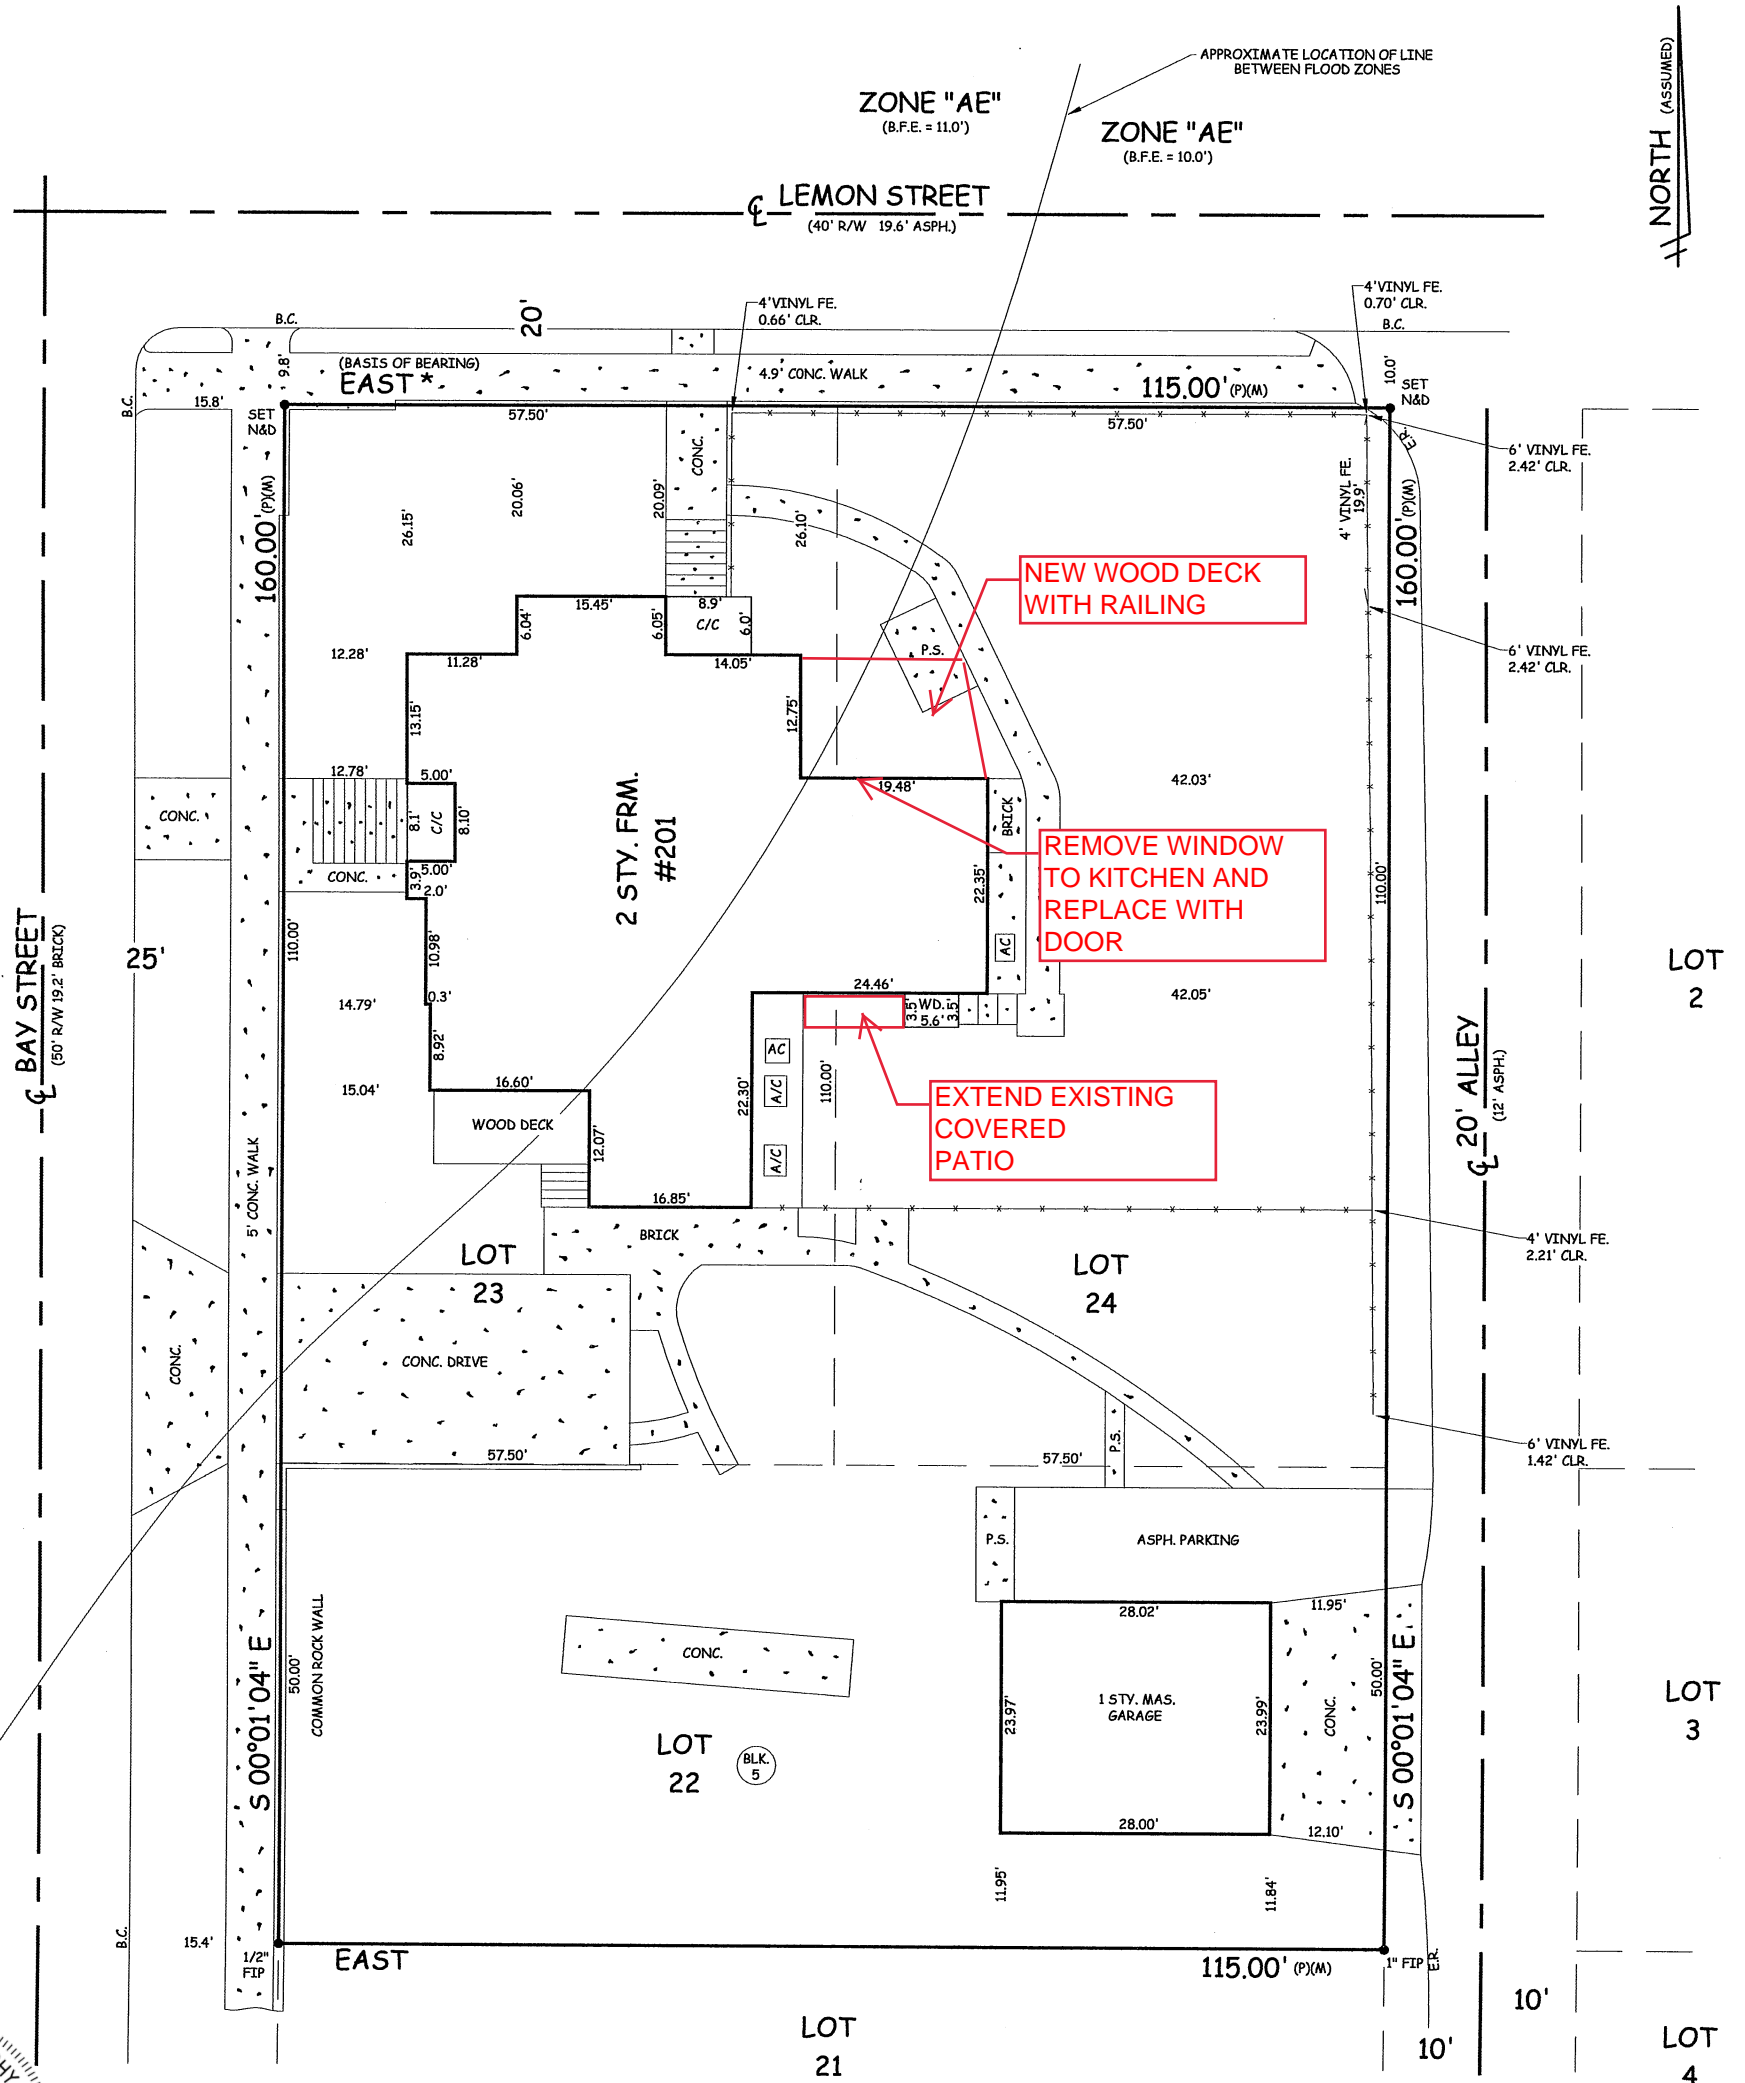 APPROXIMATE LOCATION OF LINE
BETWEEN FLOOD ZONES
NORTH (ASSUMED)
ZONE "AE"
(B.F.E. = 11.0')
ZONE "AE"
(B.F.E. = 10.0')
℄ LEMON STREET
(40' R/W 19.6' ASPH.)
4'VINYL FE.
0.66' CLR.
4'VINYL FE.
0.70' CLR.
B.C.
20'
B.C.
9.8'
(BASIS OF BEARING)
EAST *
4.9' CONC. WALK
115.00' (P)(M)
10.0'
SET
N&D
B.C.
15.8'
SET
N&D
57.50'
57.50'
E.R.
6' VINYL FE.
2.42' CLR.
160.00' (P)(M)
26.15'
20.06'
20.09'
CONC.
26.10'
4' VINYL FE.
19.9'
160.00' (P)(M)
NEW WOOD DECK
WITH RAILING
15.45'
8.9'
C/C
6.04'
6.05'
6.0'
P.S.
6' VINYL FE.
2.42' CLR.
12.28'
11.28'
14.05'
13.15'
12.75'
12.78'
5.00'
19.48'
42.03'
CONC.
8.1'
C/C
8.10'
2 STY. FRM.
#201
BRICK
REMOVE WINDOW
TO KITCHEN AND
REPLACE WITH
DOOR
CONC.
3.9'
5.00'
2.0'
22.35'
110.00'
110.00'
10.98'
AC
BAY STREET
℄
(50' R/W 19.2' BRICK)
25'
LOT
2
14.79'
0.3'
24.46'
42.05'
3.5'
WD.
5.6'
3.5'
8.92'
AC
A/C
A/C
22.30'
110.00'
15.04'
16.60'
EXTEND EXISTING
COVERED
PATIO
℄ 20' ALLEY
(12' ASPH.)
WOOD DECK
12.07'
5' CONC. WALK
16.85'
BRICK
4' VINYL FE.
2.21' CLR.
LOT
23
LOT
24
CONC.
CONC. DRIVE
57.50'
57.50'
P.S.
6' VINYL FE.
1.42' CLR.
P.S.
ASPH. PARKING
S 00°01'04" E
50.00'
COMMON ROCK WALL
CONC.
28.02'
11.95'
1 STY. MAS.
GARAGE
23.97'
23.99'
CONC.
50.00'
S 00°01'04" E
LOT
3
LOT
22
BLK.
5
28.00'
12.10'
11.95'
11.84'
B.C.
15.4'
1/2"
FIP
EAST
115.00' (P)(M)
1" FIP
E.R.
10'
10'
LOT
21
LOT
4
HY